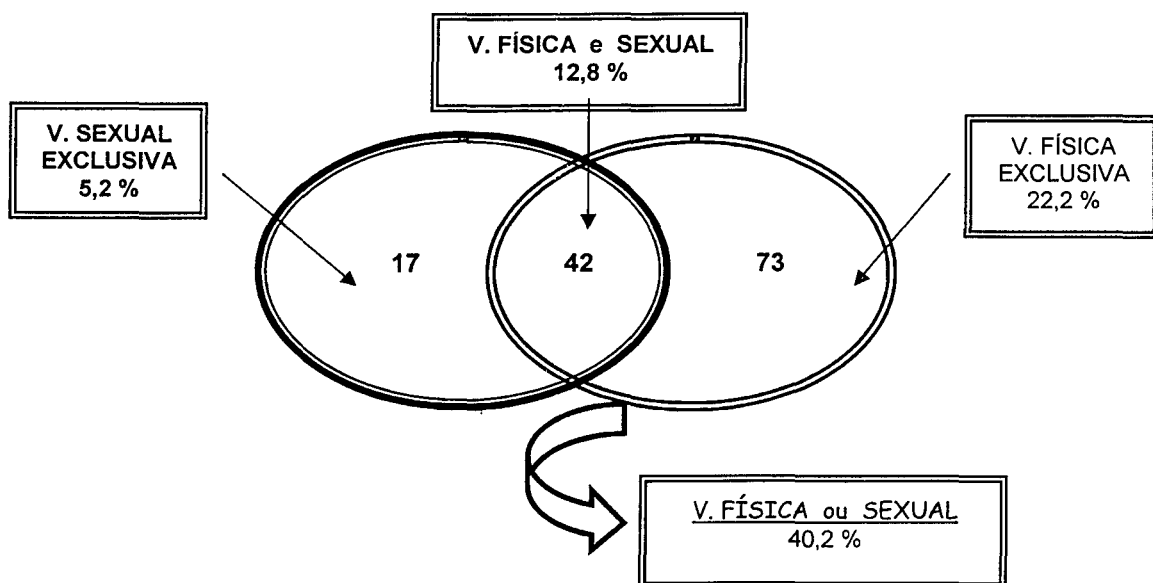 V. FÍSICA e SEXUAL
12,8 %
V. SEXUAL
EXCLUSIVA
5,2 %
V. FÍSICA
EXCLUSIVA
22,2 %
17
42
73
V. FÍSICA ou SEXUAL
40,2 %